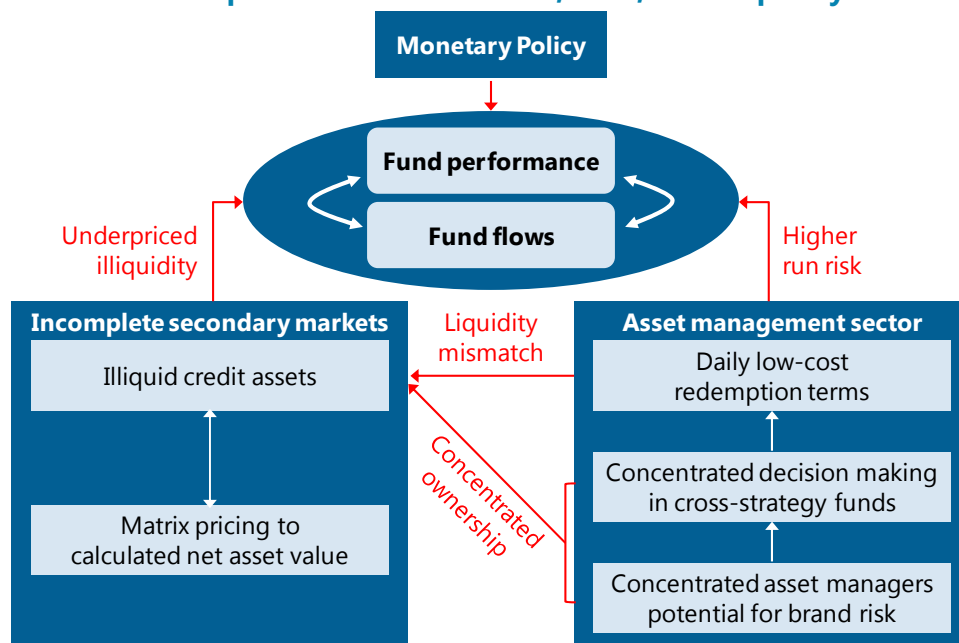 Monetary Policy
Fund performance
Fund flows
Underpriced
illiquidity
Higher
run risk
Incomplete secondary markets
Illiquid credit assets
Matrix pricing to
calculated net asset value
Liquidity
mismatch
Concentrated
ownership
Asset management sector
Daily low-cost
redemption terms
Concentrated decision making
in cross-strategy funds
Concentrated asset managers
potential for brand risk